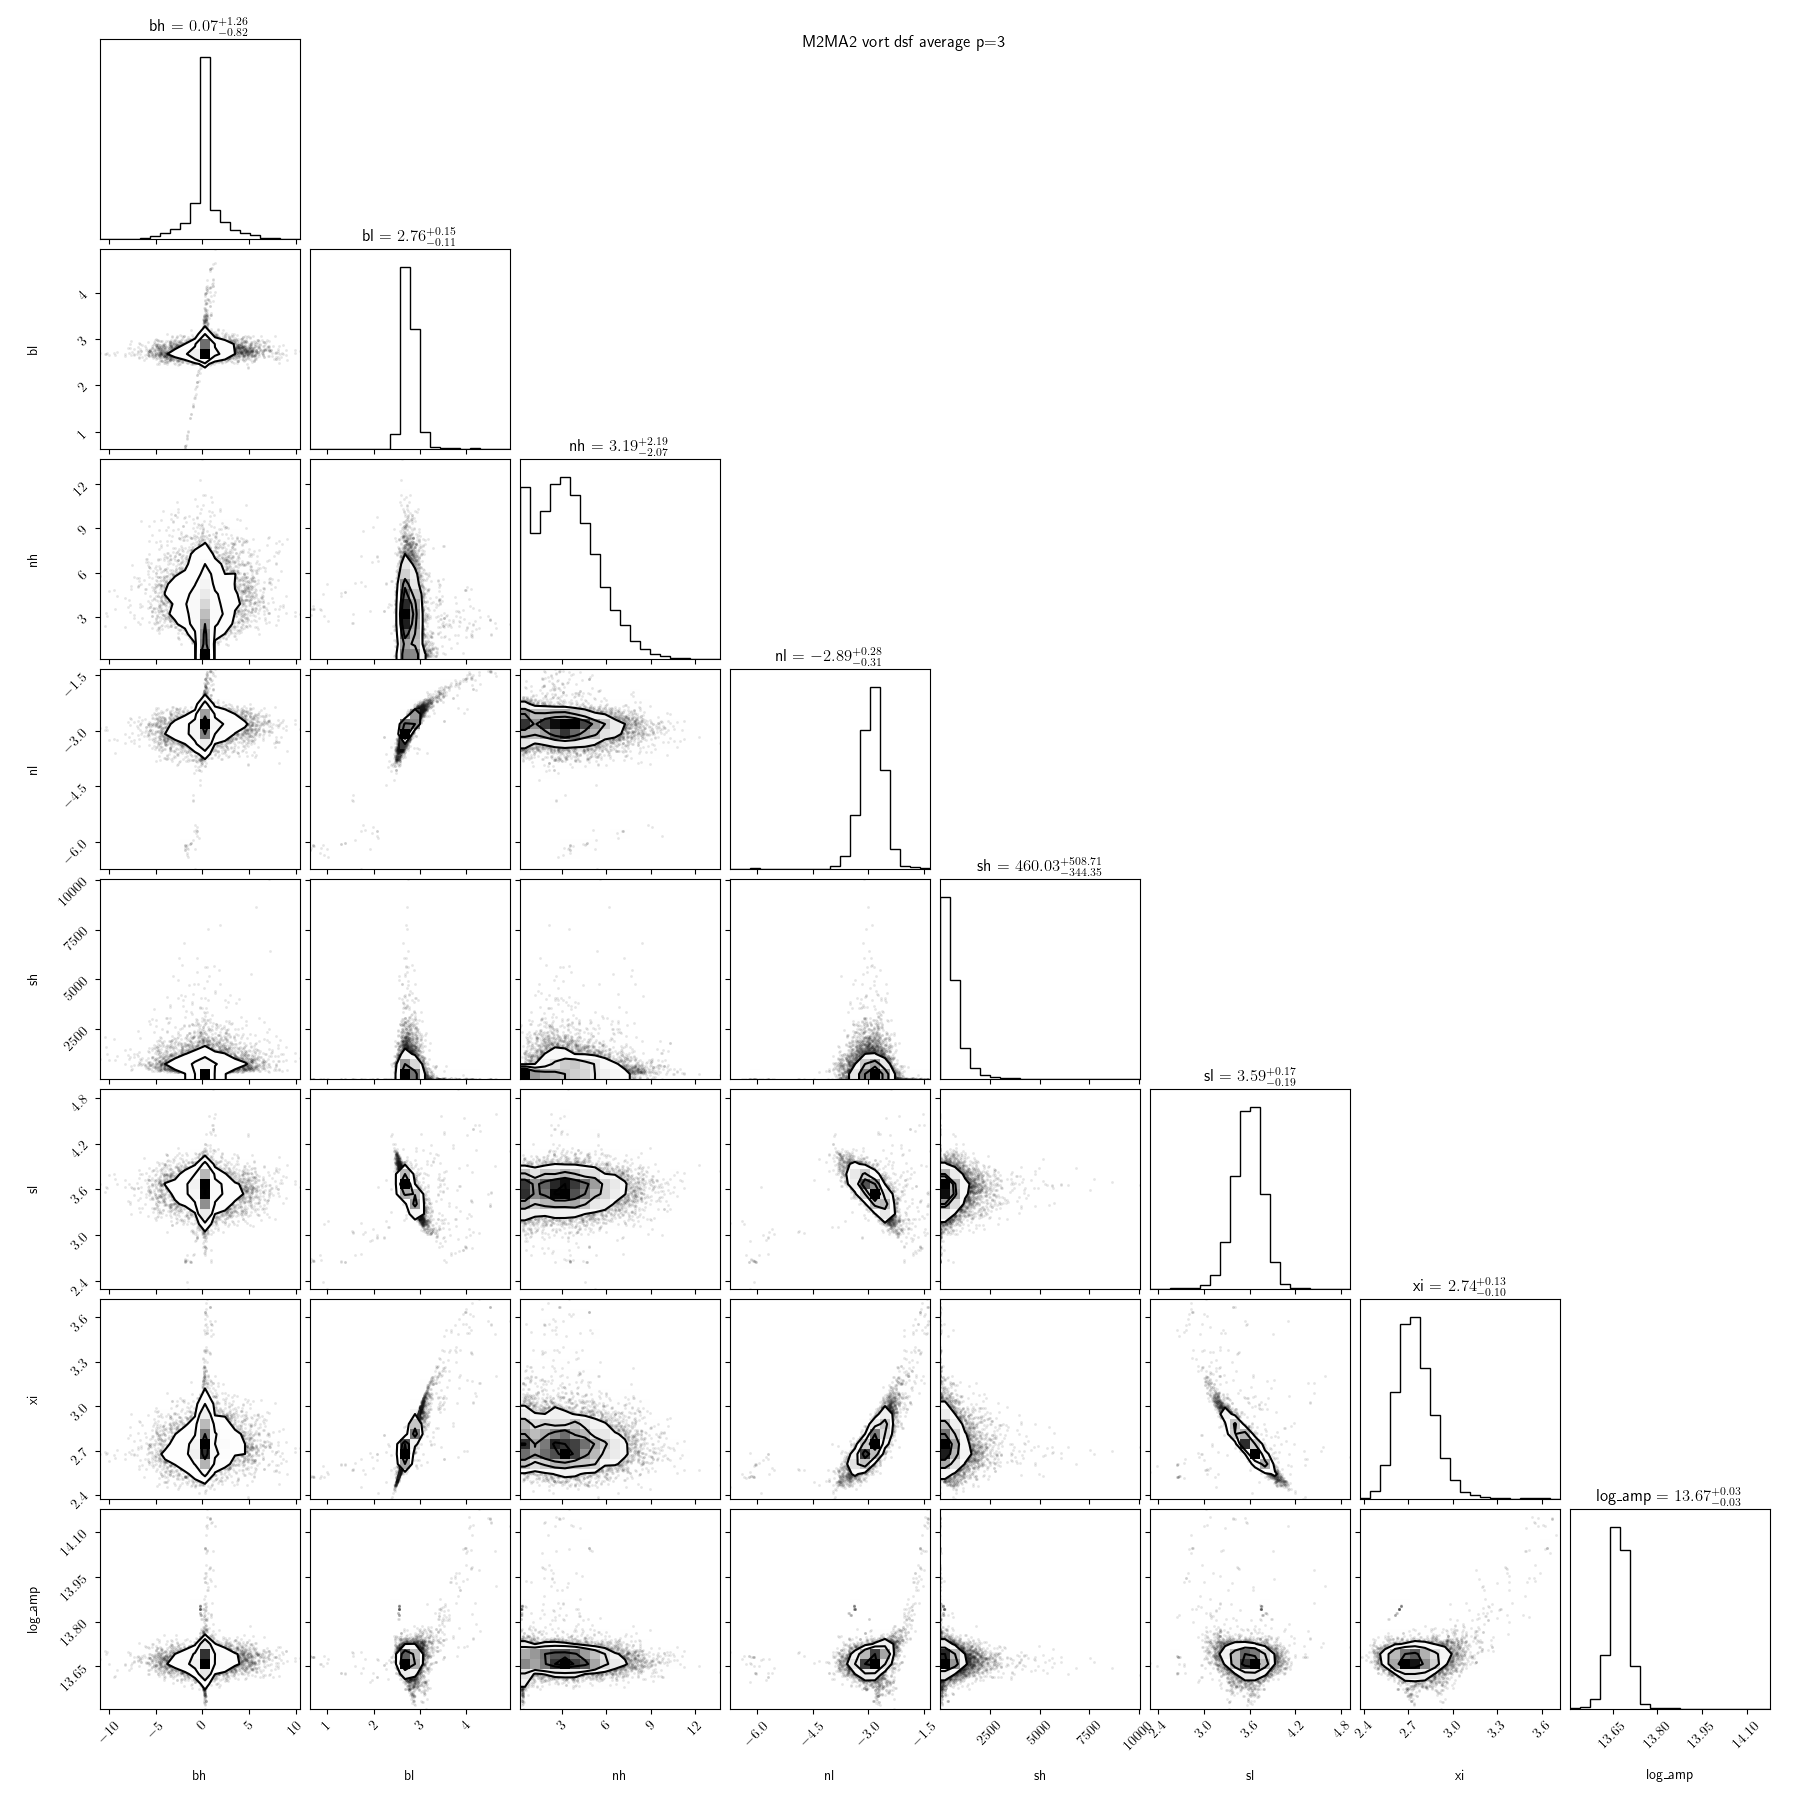 bh = 0.07+1.26−0.82
M2MA2 vort dsf average p=3
bl = 2.76+0.15−0.11
4
3
2
1
bl
nh = 3.19+2.19−2.07
12
9
6
3
nh
nl = −2.89+0.28−0.31
−1.5
−3.0
−4.5
−6.0
nl
sh = 460.03+508.71−344.35
10000
7500
5000
2500
sh
sl = 3.59+0.17−0.19
4.8
4.2
3.6
3.0
2.4
sl
xi = 2.74+0.13−0.10
3.6
3.3
3.0
2.7
2.4
xi
log_amp = 13.67+0.03−0.03
14.10
13.95
13.80
13.65
log_amp
−10 −5 0 5 10 1 2 3 4 3 6 9 12 −6.0 −4.5 −3.0 −1.5 2500 5000 7500 10000 2.4 3.0 3.6 4.2 4.8 2.4 2.7 3.0 3.3 3.6 13.65 13.80 13.95 14.10
bh bl nh nl sh sl xi log_amp